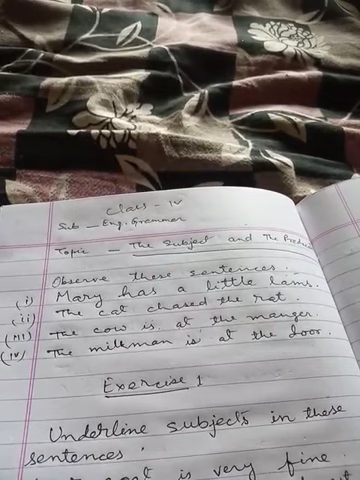 Class - IV
Sub - Eng. Grammar
Topic - The Subject and The Predic
Observe these sentences.
(i) Mary has a little lamb.
(ii) The cat chased the rat.
(iii) The cow is at the manger.
(iv) The milkman is at the door.
Exercise 1
Underline subjects in these
sentences.
is very fine.